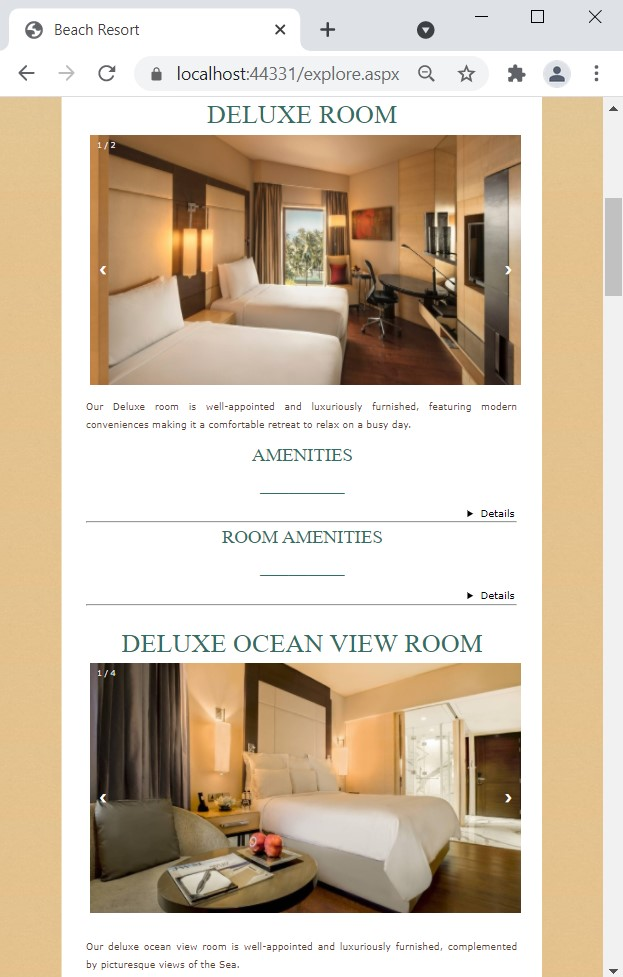 Beach Resort
localhost:44331/explore.aspx
DELUXE ROOM
1 / 2
Our Deluxe room is well-appointed and luxuriously furnished, featuring modern
conveniences making it a comfortable retreat to relax on a busy day.
AMENITIES
Details
ROOM AMENITIES
Details
DELUXE OCEAN VIEW ROOM
1 / 4
Our deluxe ocean view room is well-appointed and luxuriously furnished, complemented
by picturesque views of the Sea.